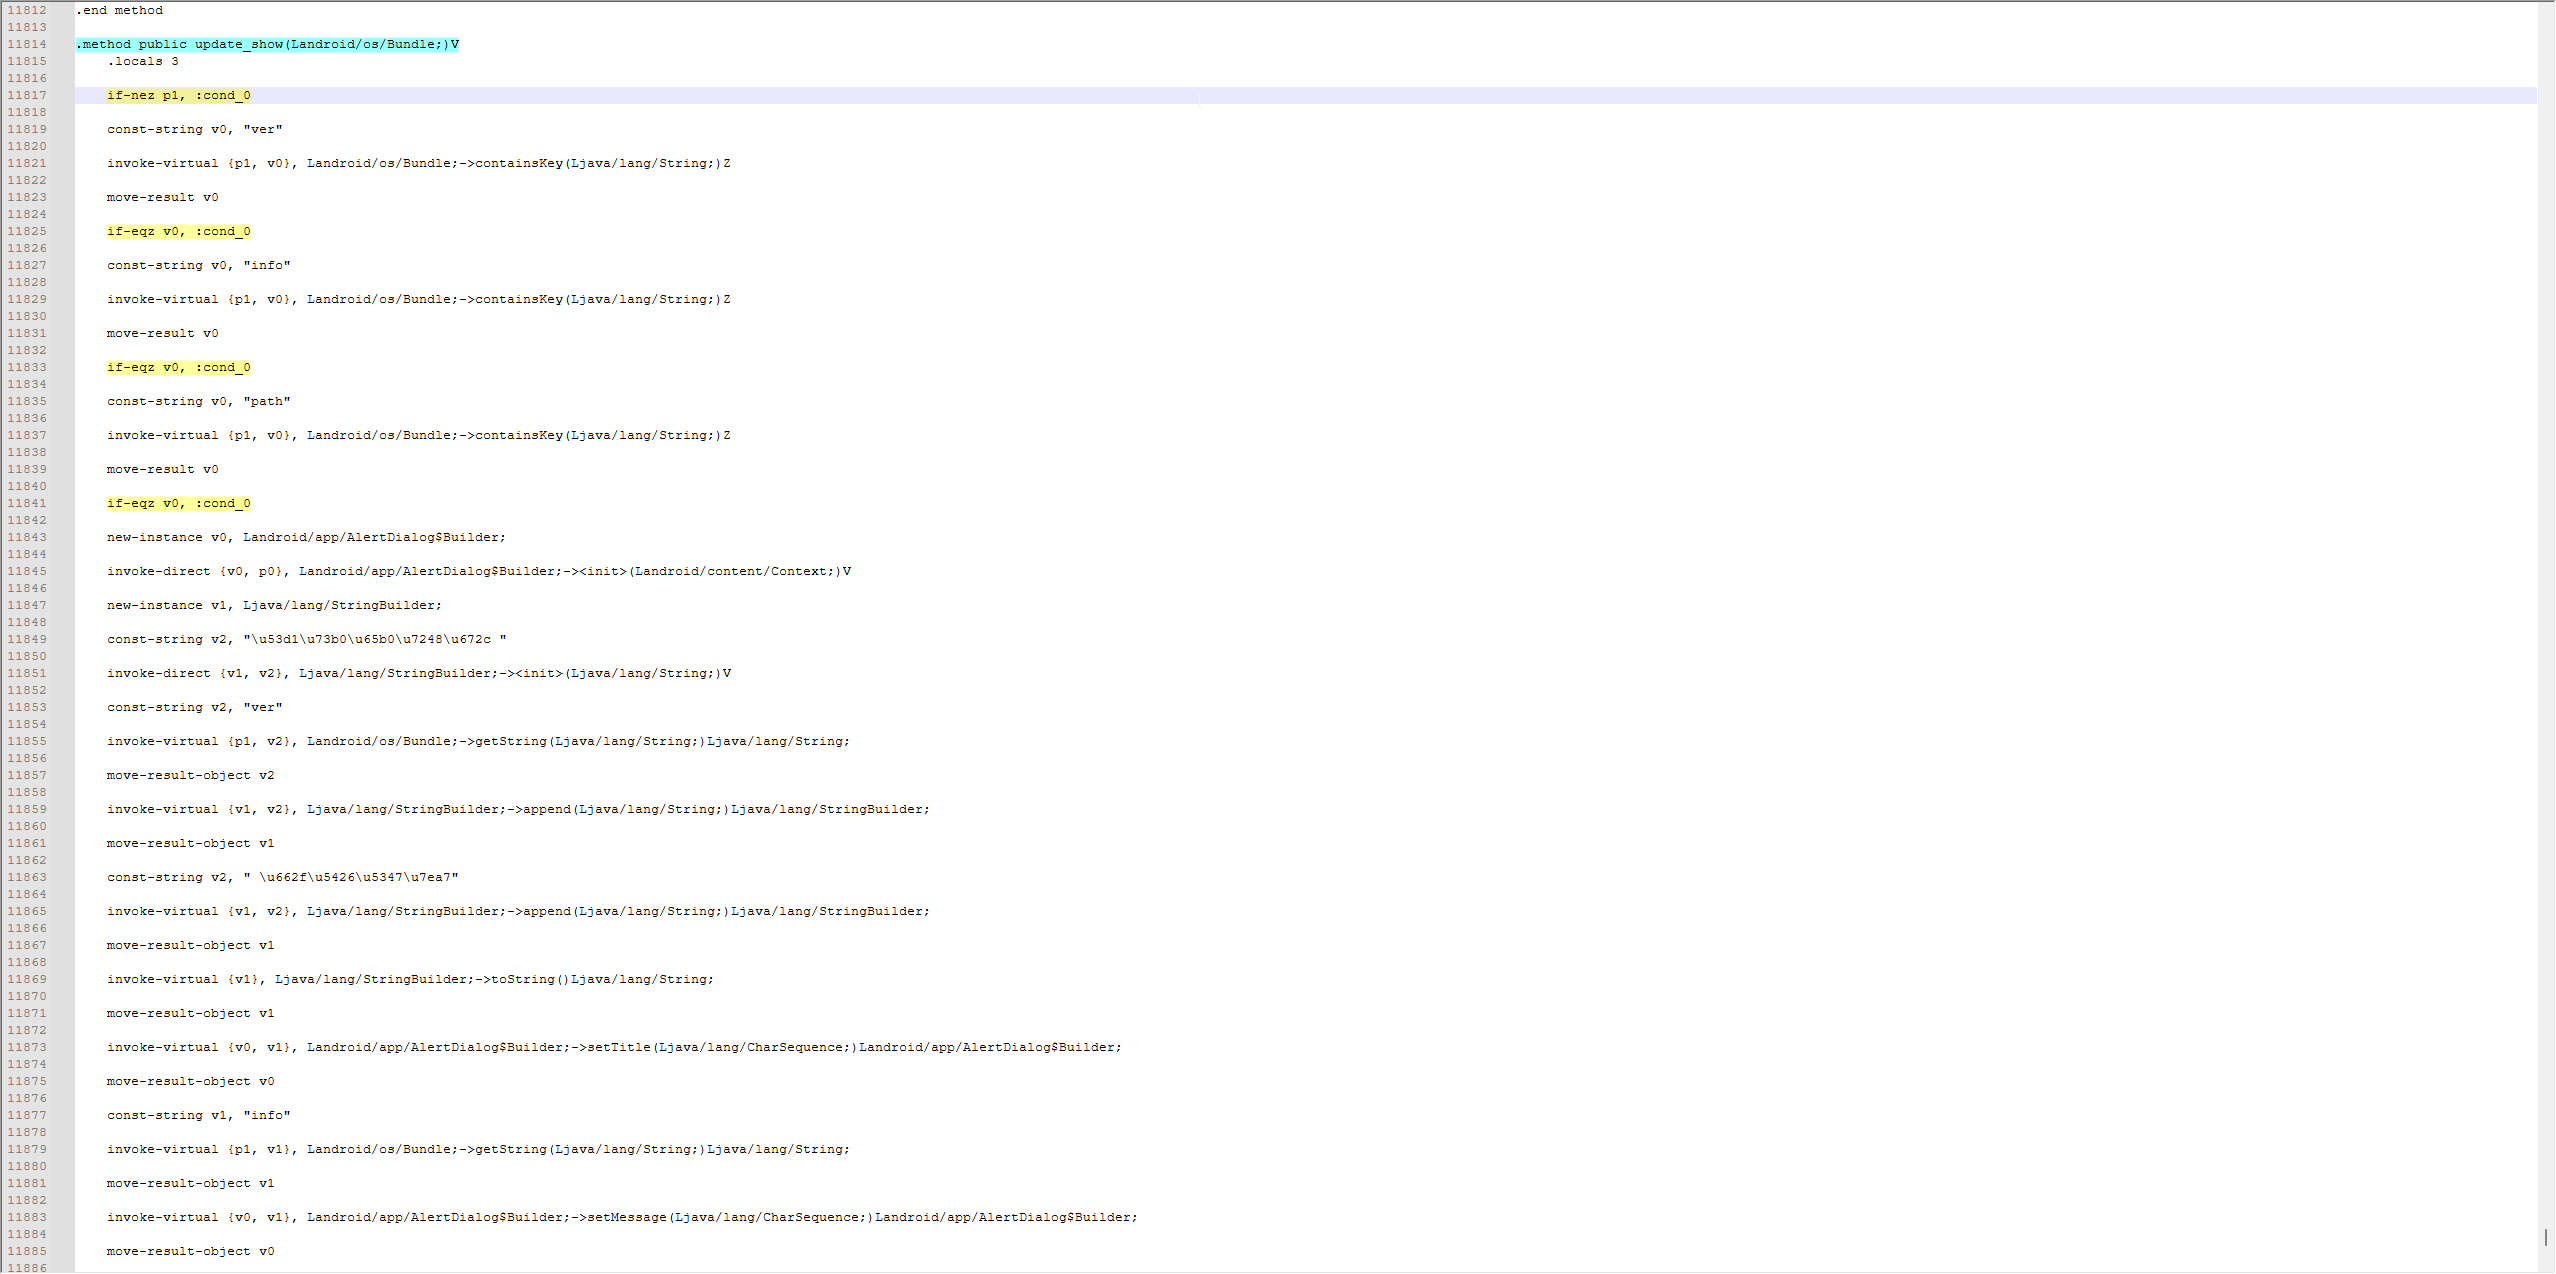 11812 .end method
11813
11814 .method public update_show(Landroid/os/Bundle;)V
11815     .locals 3
11816
11817     if-nez p1, :cond_0
11818
11819     const-string v0, "ver"
11820
11821     invoke-virtual {p1, v0}, Landroid/os/Bundle;->containsKey(Ljava/lang/String;)Z
11822
11823     move-result v0
11824
11825     if-eqz v0, :cond_0
11826
11827     const-string v0, "info"
11828
11829     invoke-virtual {p1, v0}, Landroid/os/Bundle;->containsKey(Ljava/lang/String;)Z
11830
11831     move-result v0
11832
11833     if-eqz v0, :cond_0
11834
11835     const-string v0, "path"
11836
11837     invoke-virtual {p1, v0}, Landroid/os/Bundle;->containsKey(Ljava/lang/String;)Z
11838
11839     move-result v0
11840
11841     if-eqz v0, :cond_0
11842
11843     new-instance v0, Landroid/app/AlertDialog$Builder;
11844
11845     invoke-direct {v0, p0}, Landroid/app/AlertDialog$Builder;-><init>(Landroid/content/Context;)V
11846
11847     new-instance v1, Ljava/lang/StringBuilder;
11848
11849     const-string v2, "\u53d1\u73b0\u65b0\u7248\u672c "
11850
11851     invoke-direct {v1, v2}, Ljava/lang/StringBuilder;-><init>(Ljava/lang/String;)V
11852
11853     const-string v2, "ver"
11854
11855     invoke-virtual {p1, v2}, Landroid/os/Bundle;->getString(Ljava/lang/String;)Ljava/lang/String;
11856
11857     move-result-object v2
11858
11859     invoke-virtual {v1, v2}, Ljava/lang/StringBuilder;->append(Ljava/lang/String;)Ljava/lang/StringBuilder;
11860
11861     move-result-object v1
11862
11863     const-string v2, " \u662f\u5426\u5347\u7ea7"
11864
11865     invoke-virtual {v1, v2}, Ljava/lang/StringBuilder;->append(Ljava/lang/String;)Ljava/lang/StringBuilder;
11866
11867     move-result-object v1
11868
11869     invoke-virtual {v1}, Ljava/lang/StringBuilder;->toString()Ljava/lang/String;
11870
11871     move-result-object v1
11872
11873     invoke-virtual {v0, v1}, Landroid/app/AlertDialog$Builder;->setTitle(Ljava/lang/CharSequence;)Landroid/app/AlertDialog$Builder;
11874
11875     move-result-object v0
11876
11877     const-string v1, "info"
11878
11879     invoke-virtual {p1, v1}, Landroid/os/Bundle;->getString(Ljava/lang/String;)Ljava/lang/String;
11880
11881     move-result-object v1
11882
11883     invoke-virtual {v0, v1}, Landroid/app/AlertDialog$Builder;->setMessage(Ljava/lang/CharSequence;)Landroid/app/AlertDialog$Builder;
11884
11885     move-result-object v0
11886